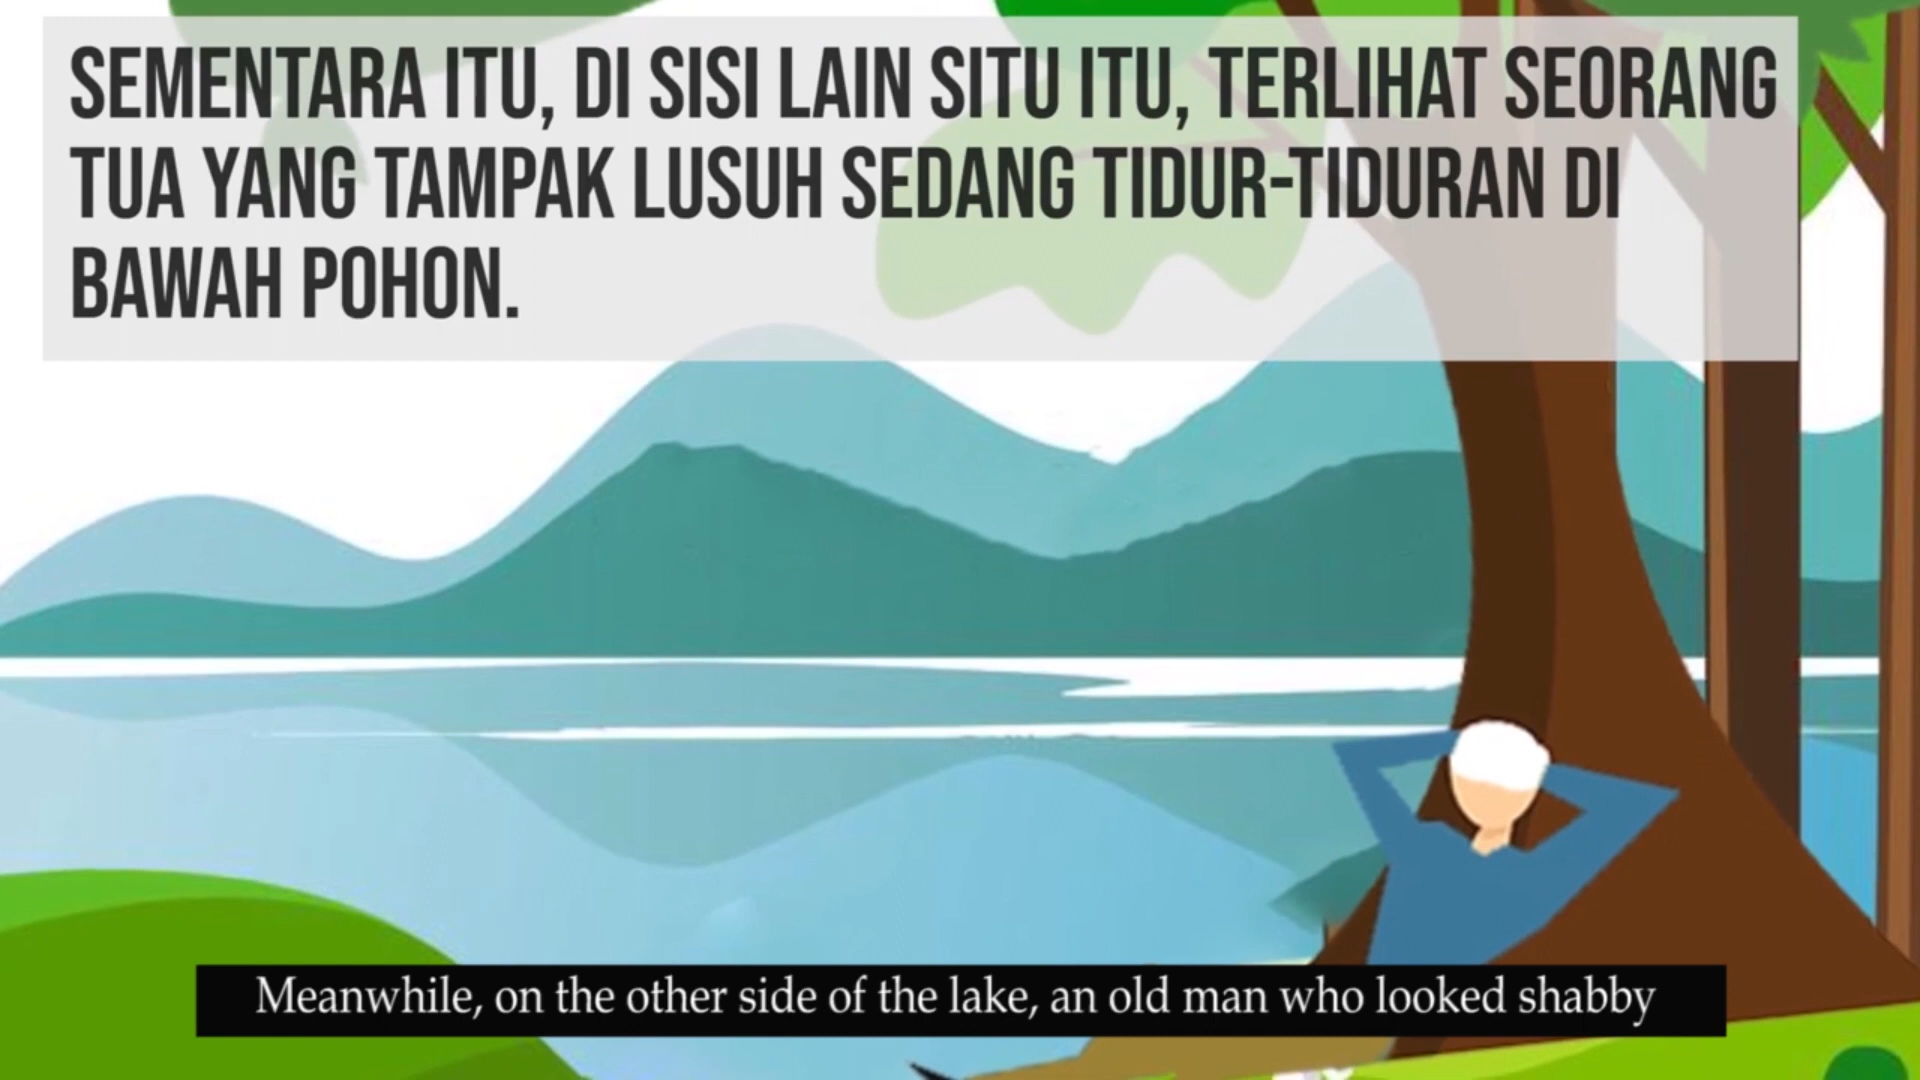 SEMENTARA ITU, DI SISI LAIN SITU ITU, TERLIHAT SEORANG
TUA YANG TAMPAK LUSUH SEDANG TIDUR-TIDURAN DI
BAWAH POHON.
Meanwhile, on the other side of the lake, an old man who looked shabby